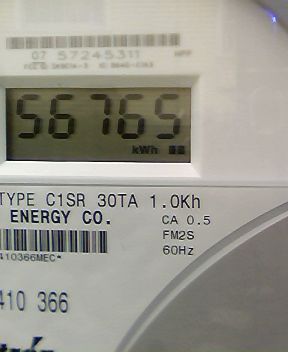 07 57245311
56765
kWh
TYPE C1SR 30TA 1.0Kh
ENERGY CO. CA 0.5
FM2S
60Hz
410366MEC*
410 366